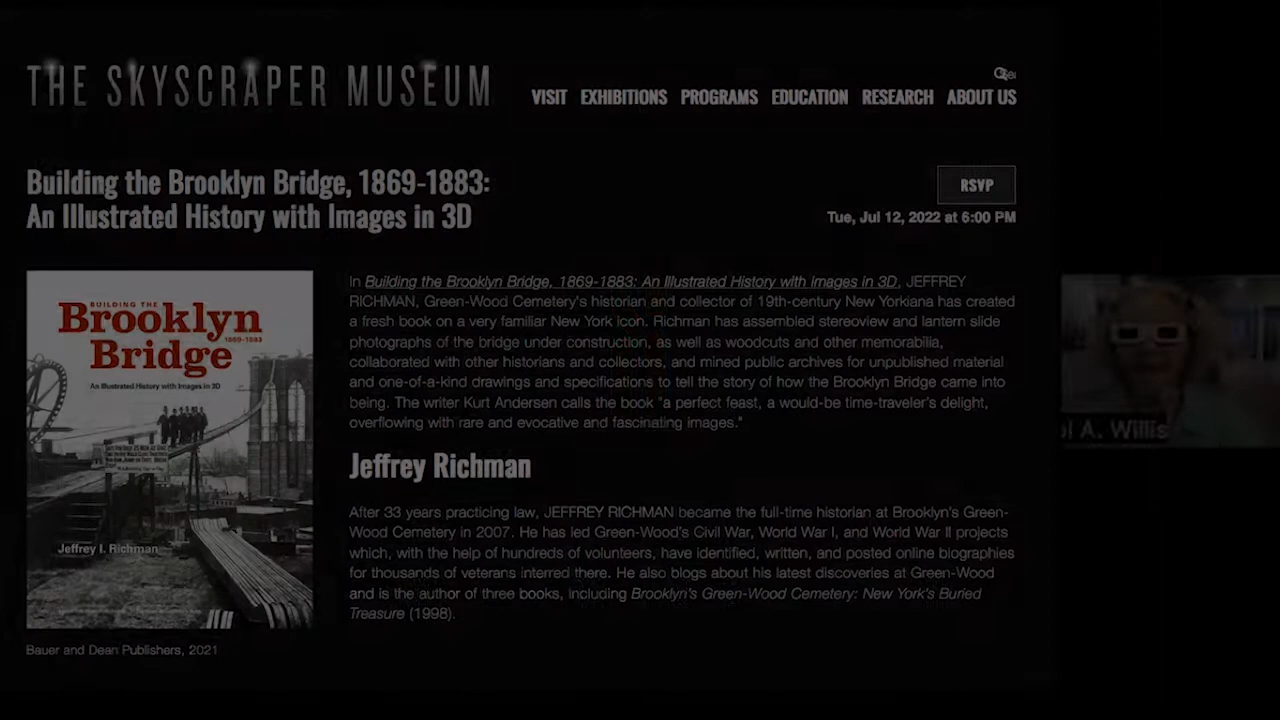 THE SKYSCRAPER MUSEUM
VISIT EXHIBITIONS PROGRAMS EDUCATION RESEARCH ABOUT US
Building the Brooklyn Bridge, 1869-1883:
An Illustrated History with Images in 3D
RSVP
Tue, Jul 12, 2022 at 6:00 PM
BUILDING THE
Brooklyn
1869-1883
Bridge
An Illustrated History with Images in 3D
Jeffrey I. Richman
Bauer and Dean Publishers, 2021
In Building the Brooklyn Bridge, 1869-1883: An Illustrated History with Images in 3D, JEFFREY
RICHMAN, Green-Wood Cemetery's historian and collector of 19th-century New Yorkiana has created
a fresh book on a very familiar New York icon. Richman has assembled stereoview and lantern slide
photographs of the bridge under construction, as well as woodcuts and other memorabilia,
collaborated with other historians and collectors, and mined public archives for unpublished material
and one-of-a-kind drawings and specifications to tell the story of how the Brooklyn Bridge came into
being. The writer Kurt Andersen calls the book "a perfect feast, a would-be time-traveler's delight,
overflowing with rare and evocative and fascinating images."
Jeffrey Richman
After 33 years practicing law, JEFFREY RICHMAN became the full-time historian at Brooklyn's Green-
Wood Cemetery in 2007. He has led Green-Wood's Civil War, World War I, and World War II projects
which, with the help of hundreds of volunteers, have identified, written, and posted online biographies
for thousands of veterans interred there. He also blogs about his latest discoveries at Green-Wood
and is the author of three books, including Brooklyn's Green-Wood Cemetery: New York's Buried
Treasure (1998).
l A. Willis